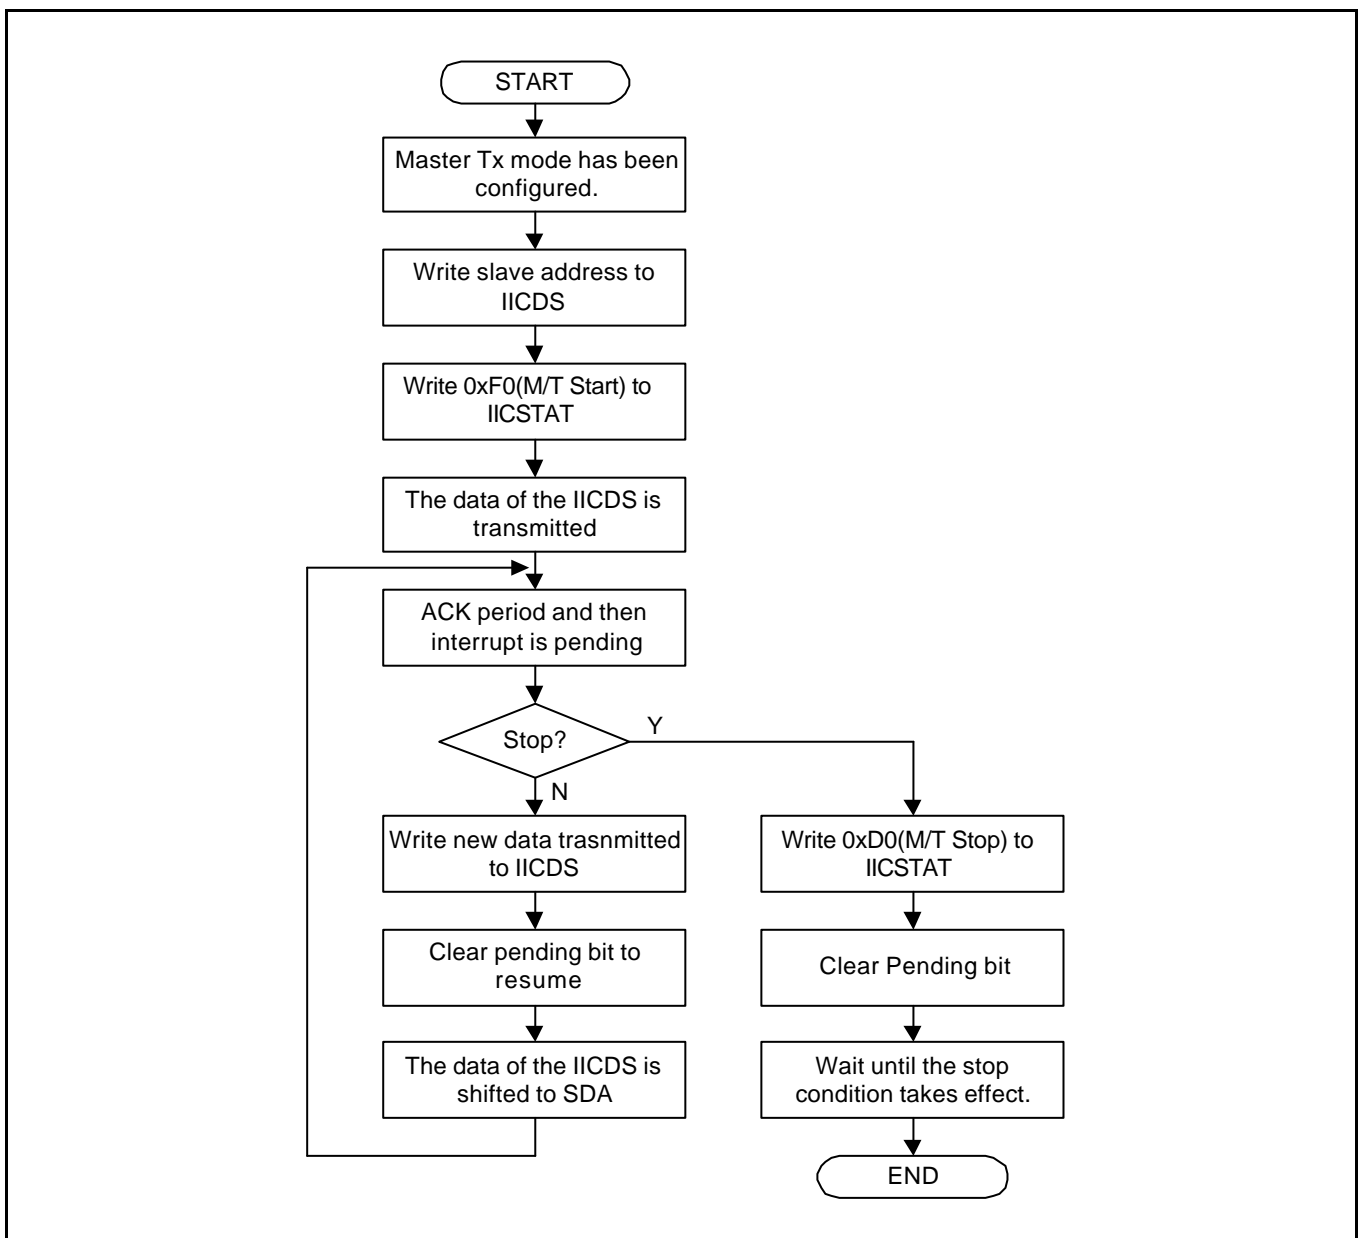 START
Master Tx mode has been
configured.
Write slave address to
IICDS
Write 0xF0(M/T Start) to
IICSTAT
The data of the IICDS is
transmitted
ACK period and then
interrupt is pending
Stop?
Y
N
Write new data trasnmitted
to IICDS
Clear pending bit to
resume
The data of the IICDS is
shifted to SDA
Write 0xD0(M/T Stop) to
IICSTAT
Clear Pending bit
Wait until the stop
condition takes effect.
END